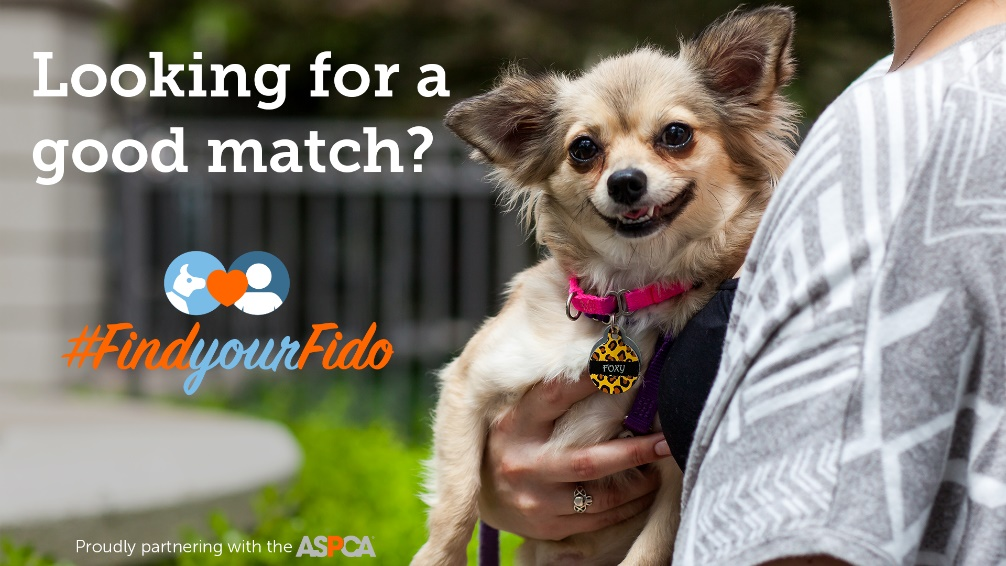 Looking for a
good match?
#FindyourFido
FOXY
Proudly partnering with the ASPCA